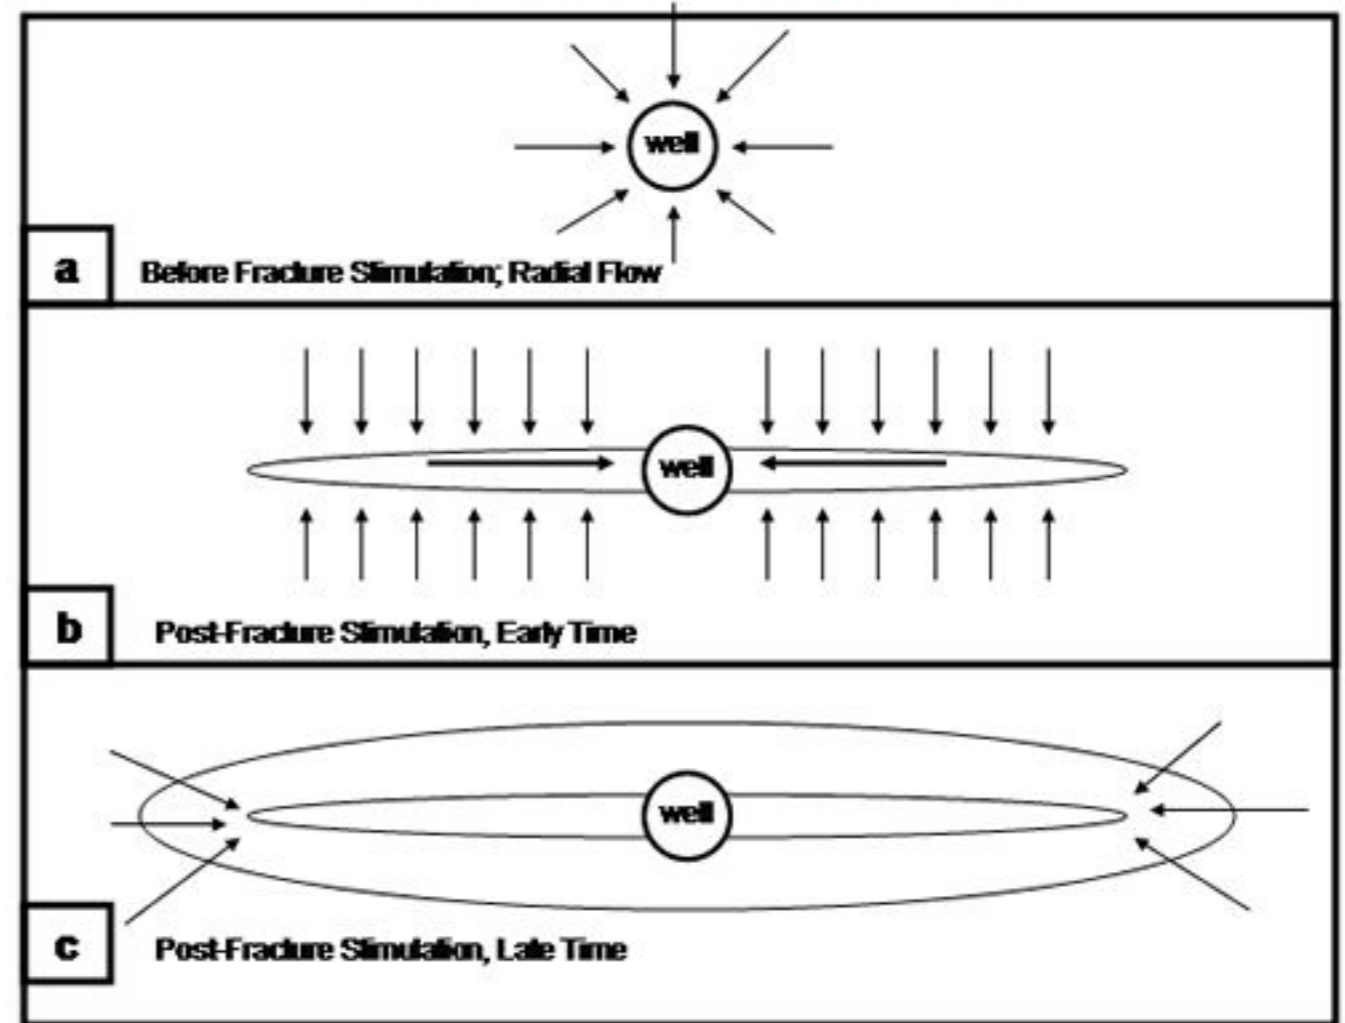 well
a Before Fracture Stimulation; Radial Flow
well
b Post-Fracture Stimulation, Early Time
well
c Post-Fracture Stimulation, Late Time